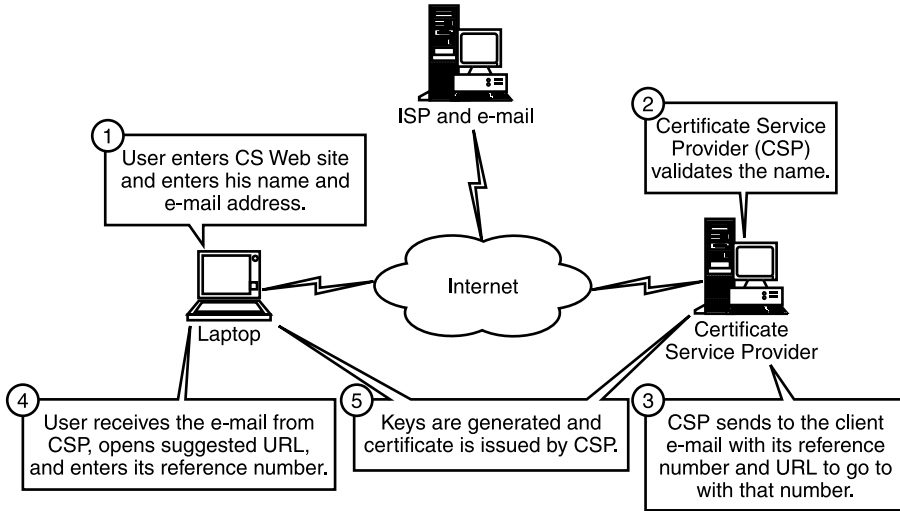 ISP and e-mail
1
User enters CS Web site
and enters his name and
e-mail address.
2
Certificate Service
Provider (CSP)
validates the name.
Internet
Laptop
Certificate
Service Provider
4
User receives the e-mail from
CSP, opens suggested URL,
and enters its reference number.
5
Keys are generated and
certificate is issued by CSP.
3
CSP sends to the client
e-mail with its reference
number and URL to go to
with that number.